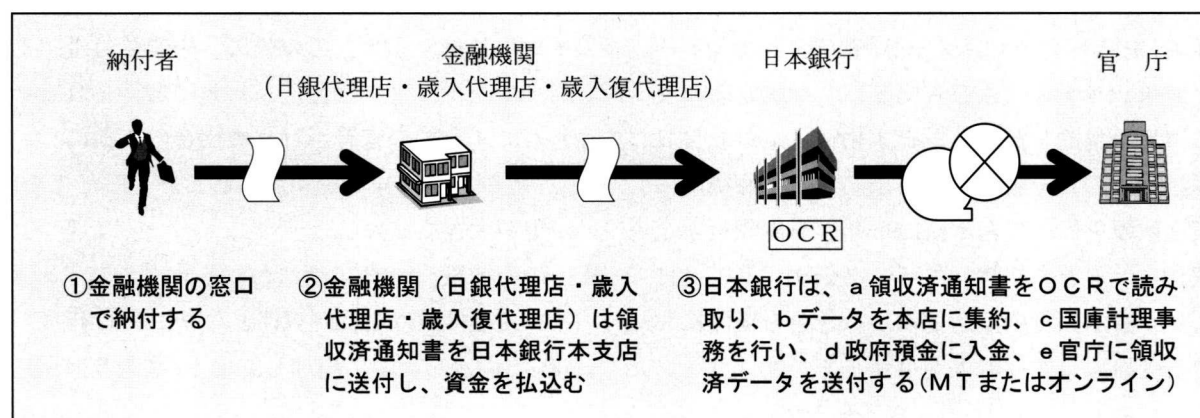 納付者
金融機関
(日銀代理店・歳入代理店・歳入復代理店)
日本銀行
官 庁
OCR
①金融機関の窓口
で納付する
②金融機関(日銀代理店・歳入
代理店・歳入復代理店)は領
収済通知書を日本銀行本支店
に送付し、資金を払込む
③日本銀行は、a領収済通知書をOCRで読み
取り、bデータを本店に集約、c国庫計理事
務を行い、d政府預金に入金、e官庁に領収
済データを送付する(MTまたはオンライン)